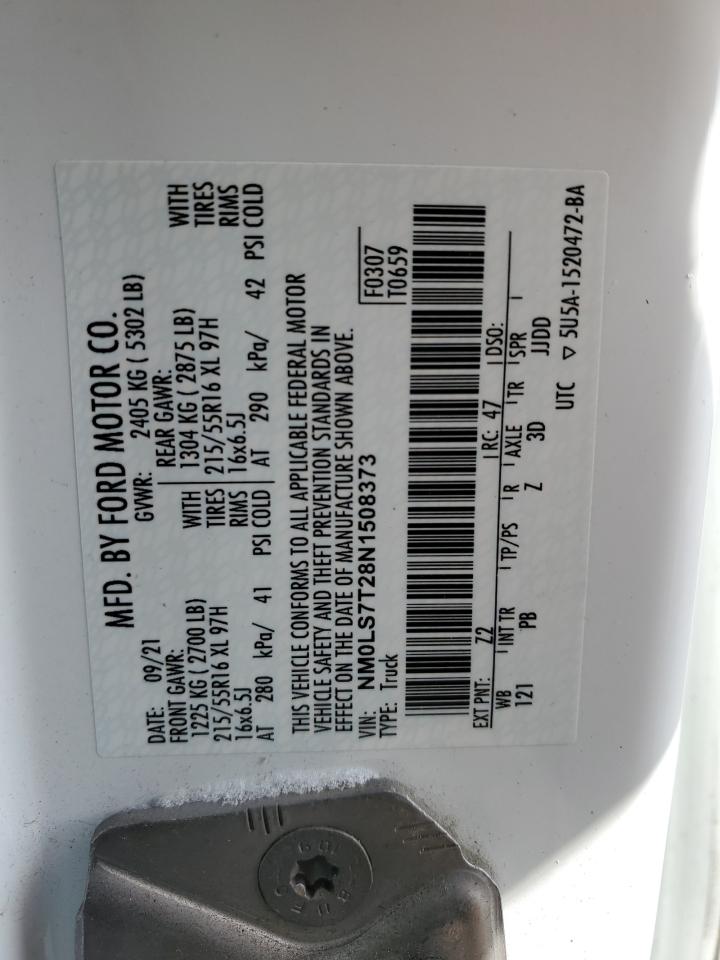 MFD. BY FORD MOTOR CO.
DATE: 09/21 GVWR: 2405 KG ( 5302 LB)
FRONT GAWR: REAR GAWR:
1225 KG ( 2700 LB) WITH 1304 KG ( 2875 LB) WITH
215/55R16 XL 97H TIRES 215/55R16 XL 97H TIRES
16x6.5J RIMS 16x6.5J RIMS
AT 280 kPa/ 41 PSI COLD AT 290 kPa/ 42 PSI COLD
THIS VEHICLE CONFORMS TO ALL APPLICABLE FEDERAL MOTOR
VEHICLE SAFETY AND THEFT PREVENTION STANDARDS IN
EFFECT ON THE DATE OF MANUFACTURE SHOWN ABOVE.
VIN: NM0LS7T28N1508373 F0307
TYPE: Truck T0659
EXT PNT: Z2 RC: 47 DSO:
WB INT TR TP/PS R AXLE TR SPR
121 PB Z 3D JJDD
UTC ▽ 5U5A-1520472-BA